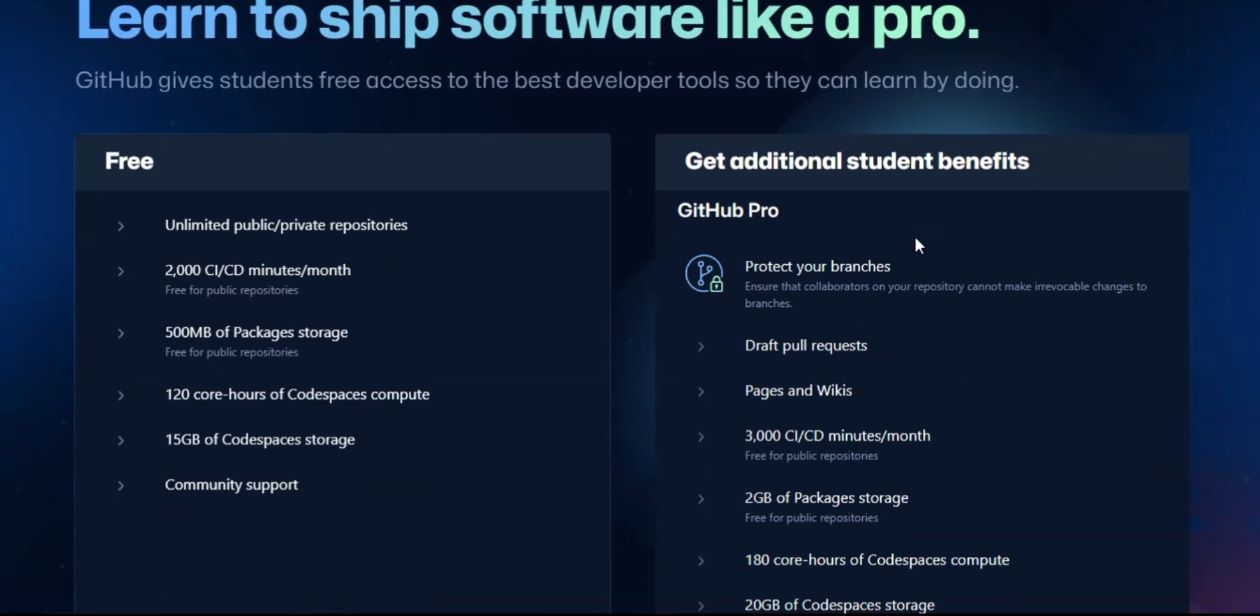 Learn to ship software like a pro.
GitHub gives students free access to the best developer tools so they can learn by doing.
Free
Unlimited public/private repositories
2,000 CI/CD minutes/month
Free for public repositories
500MB of Packages storage
Free for public repositories
120 core-hours of Codespaces compute
15GB of Codespaces storage
Community support
Get additional student benefits
GitHub Pro
Protect your branches
Ensure that collaborators on your repository cannot make irrevocable changes to
branches.
Draft pull requests
Pages and Wikis
3,000 CI/CD minutes/month
Free for public repositories
2GB of Packages storage
Free for public repositories
180 core-hours of Codespaces compute
20GB of Codespaces storage